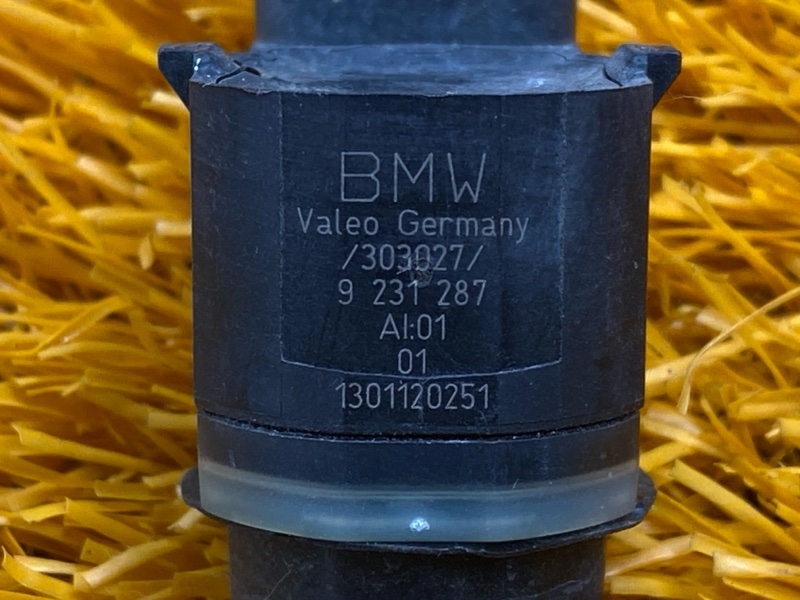 BMW
Valeo Germany
/303027/
9 231 287
AI:01
01
1301120251